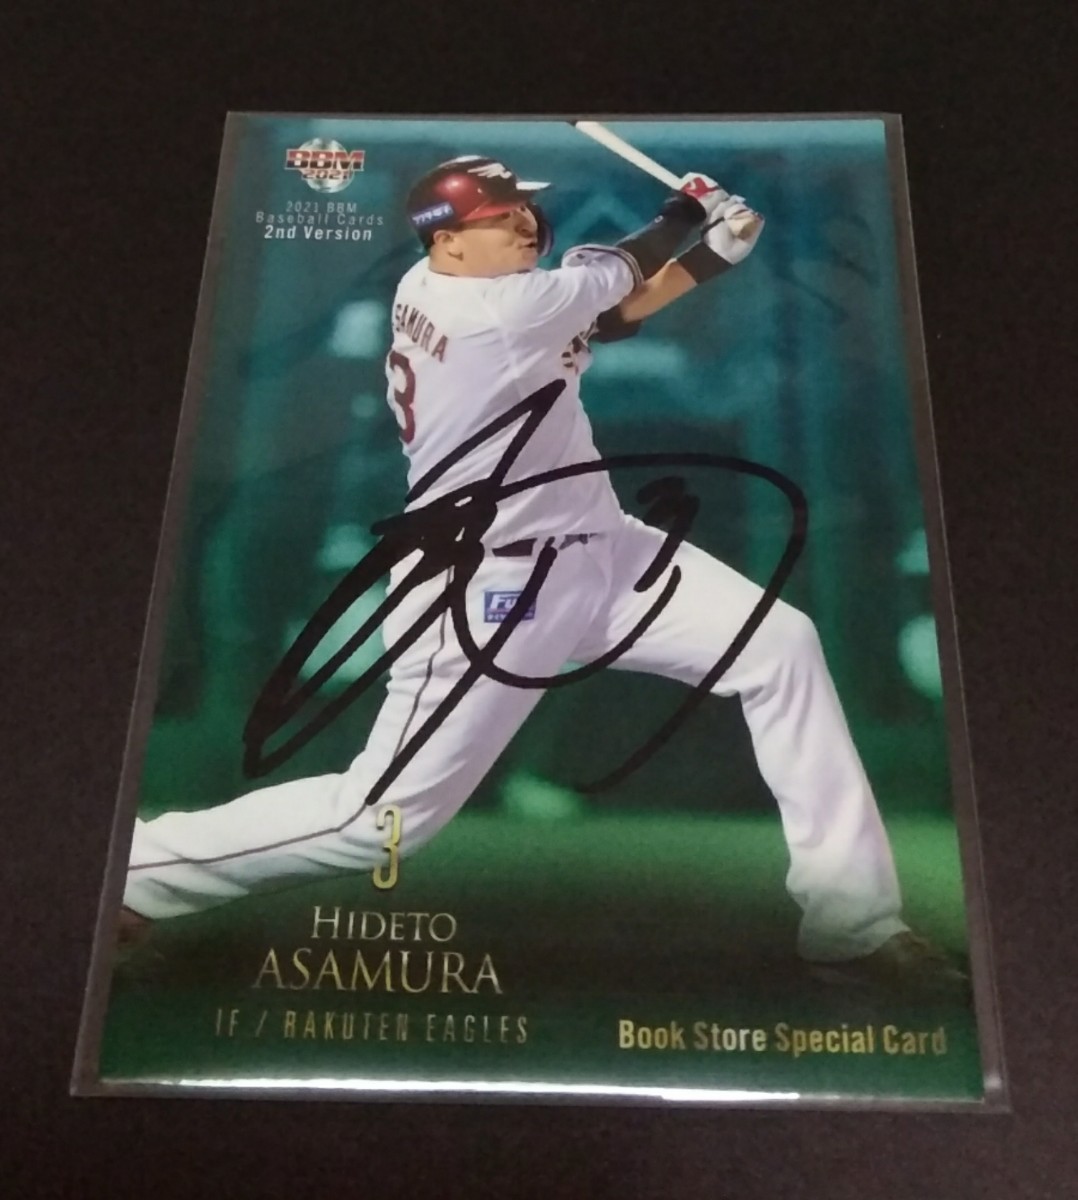 BBM
2021
2021 BBM
Baseball Cards
2nd Version
SAMURA
3
3
HIDETO
ASAMURA
IF / RAKUTEN EAGLES
Book Store Special Card